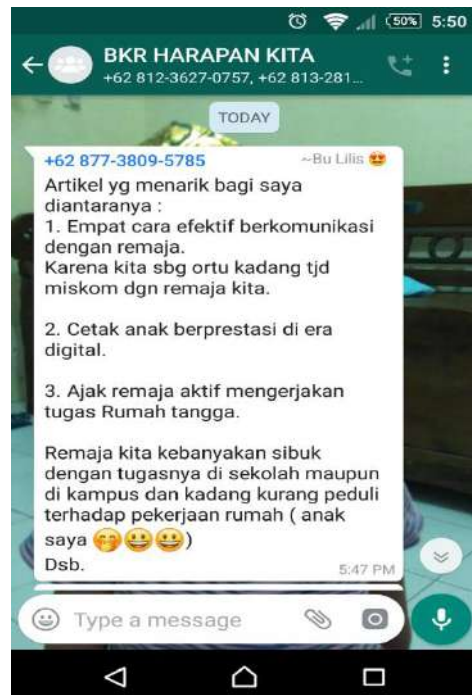 50% 5:50
BKR HARAPAN KITA
+62 812-3627-0757, +62 813-281...
TODAY
+62 877-3809-5785 ~Bu Lilis 🤩
Artikel yg menarik bagi saya
diantaranya :
1. Empat cara efektif berkomunikasi
dengan remaja.
Karena kita sbg ortu kadang tjd
miskom dgn remaja kita.
2. Cetak anak berprestasi di era
digital.
3. Ajak remaja aktif mengerjakan
tugas Rumah tangga.
Remaja kita kebanyakan sibuk
dengan tugasnya di sekolah maupun
di kampus dan kadang kurang peduli
terhadap pekerjaan rumah ( anak
saya 🤭😀😀)
Dsb.
5:47 PM
Type a message